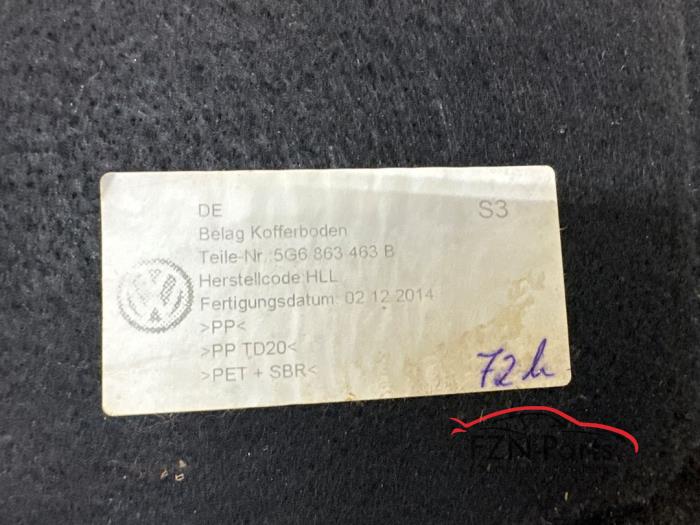 DE
S3
Belag Kofferboden
Teile-Nr.:5G6 863 463 B
Herstellcode:HLL
Fertigungsdatum: 02.12.2014
>PP<
>PP TD20<
>PET + SBR<
72h
FZN-Parts